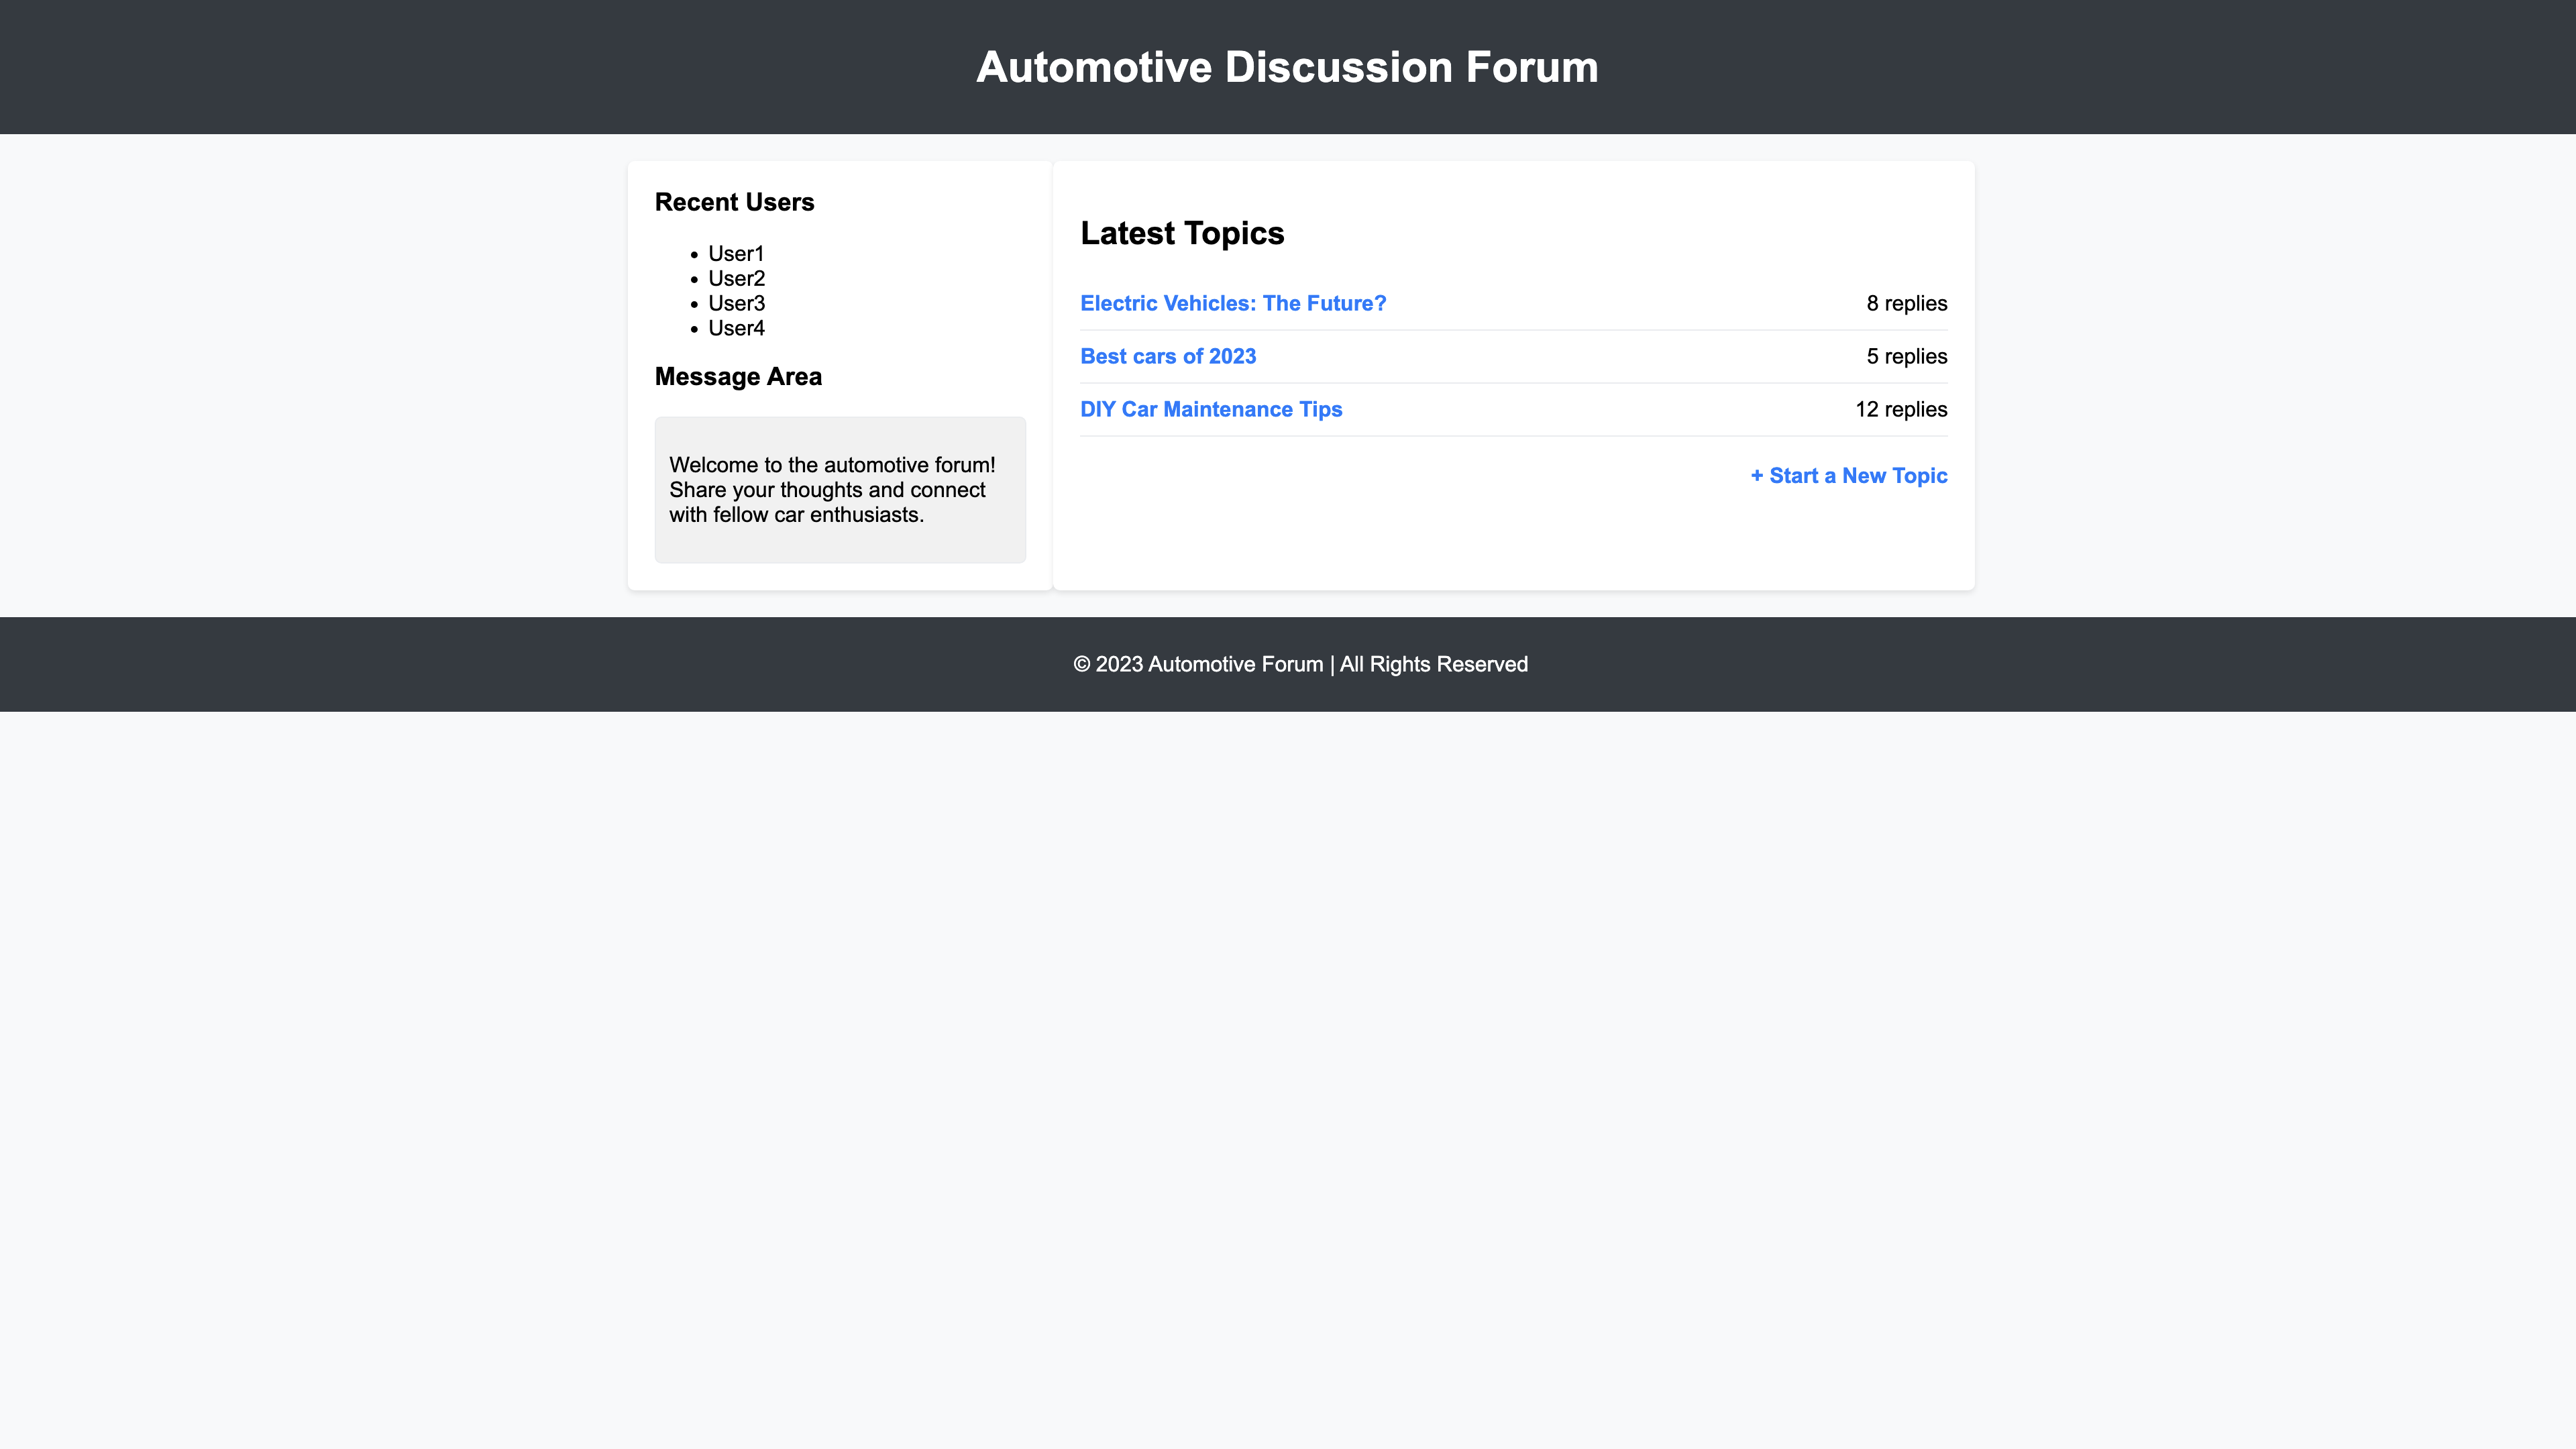 Automotive Discussion Forum
Recent Users
User1
User2
User3
User4
Message Area
Welcome to the automotive forum!
Share your thoughts and connect
with fellow car enthusiasts.
Latest Topics
Electric Vehicles: The Future? 8 replies
Best cars of 2023 5 replies
DIY Car Maintenance Tips 12 replies
+ Start a New Topic
© 2023 Automotive Forum | All Rights Reserved